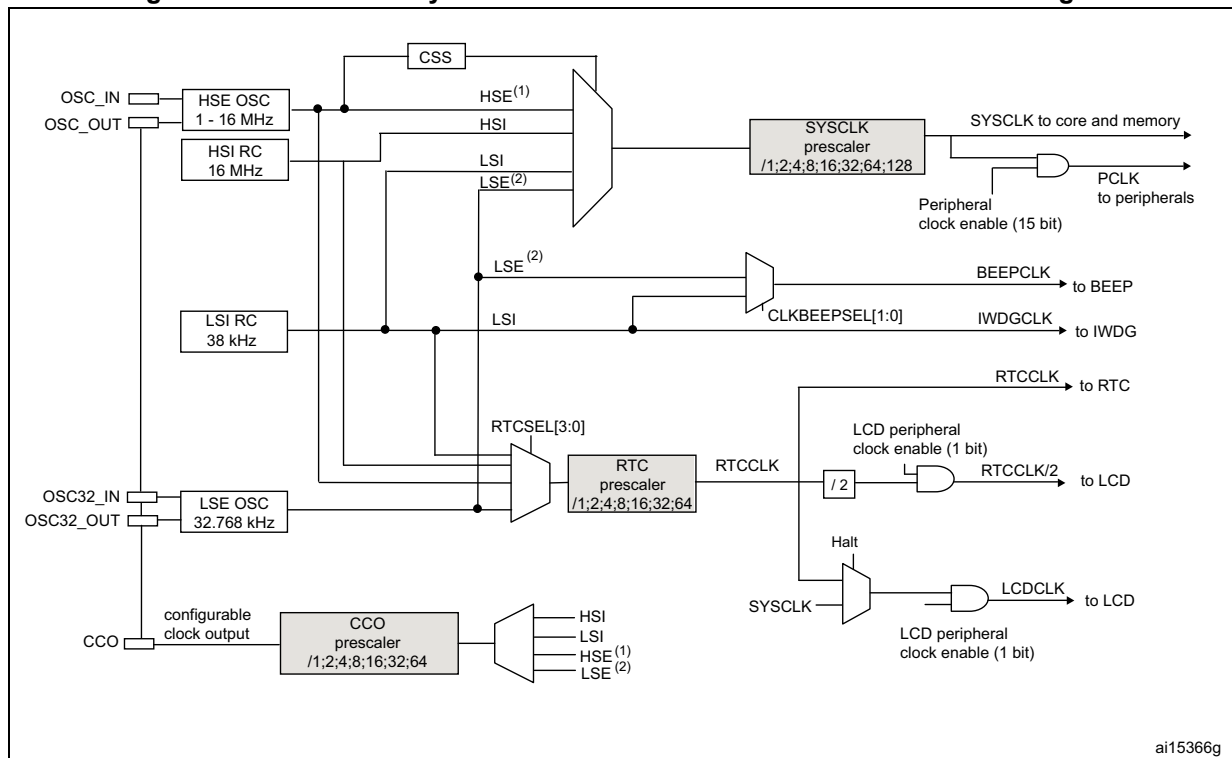 CSS
OSC_IN
HSE OSC
1 - 16 MHz
OSC_OUT
HSE(1)
HSI RC
16 MHz
HSI
LSI
LSE(2)
SYSCLK
prescaler
/1;2;4;8;16;32;64;128
SYSCLK to core and memory
PCLK
to peripherals
Peripheral
clock enable (15 bit)
LSE(2)
BEEPCLK
to BEEP
CLKBEEPSEL[1:0]
LSI RC
38 kHz
LSI
IWDGCLK
to IWDG
RTCCLK
to RTC
RTCSEL[3:0]
LCD peripheral
clock enable (1 bit)
RTC
prescaler
/1;2;4;8;16;32;64
RTCCLK
/ 2
RTCCLK/2
to LCD
OSC32_IN
OSC32_OUT
LSE OSC
32.768 kHz
Halt
SYSCLK
LCDCLK
to LCD
LCD peripheral
clock enable (1 bit)
CCO
configurable
clock output
CCO
prescaler
/1;2;4;8;16;32;64
HSI
LSI
HSE(1)
LSE(2)
ai15366g